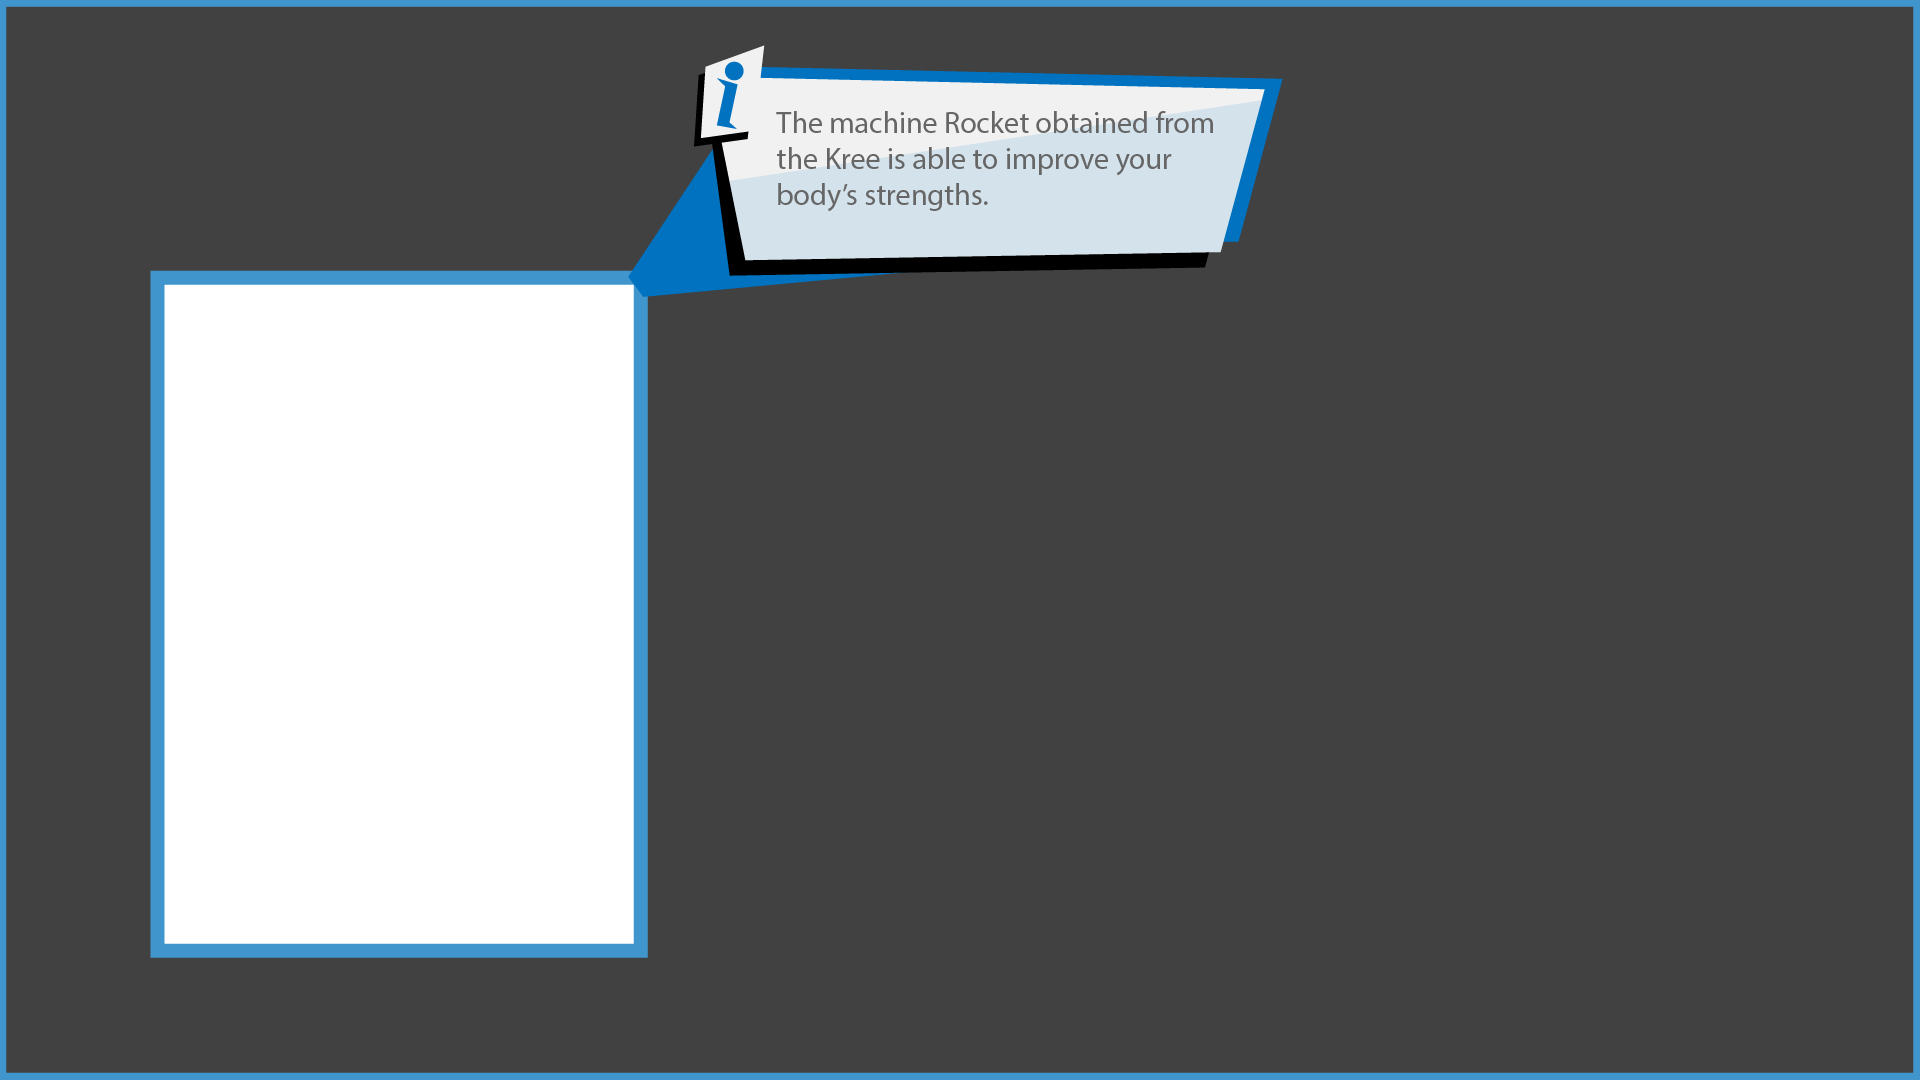 The machine Rocket obtained from
the Kree is able to improve your
body’s strengths.